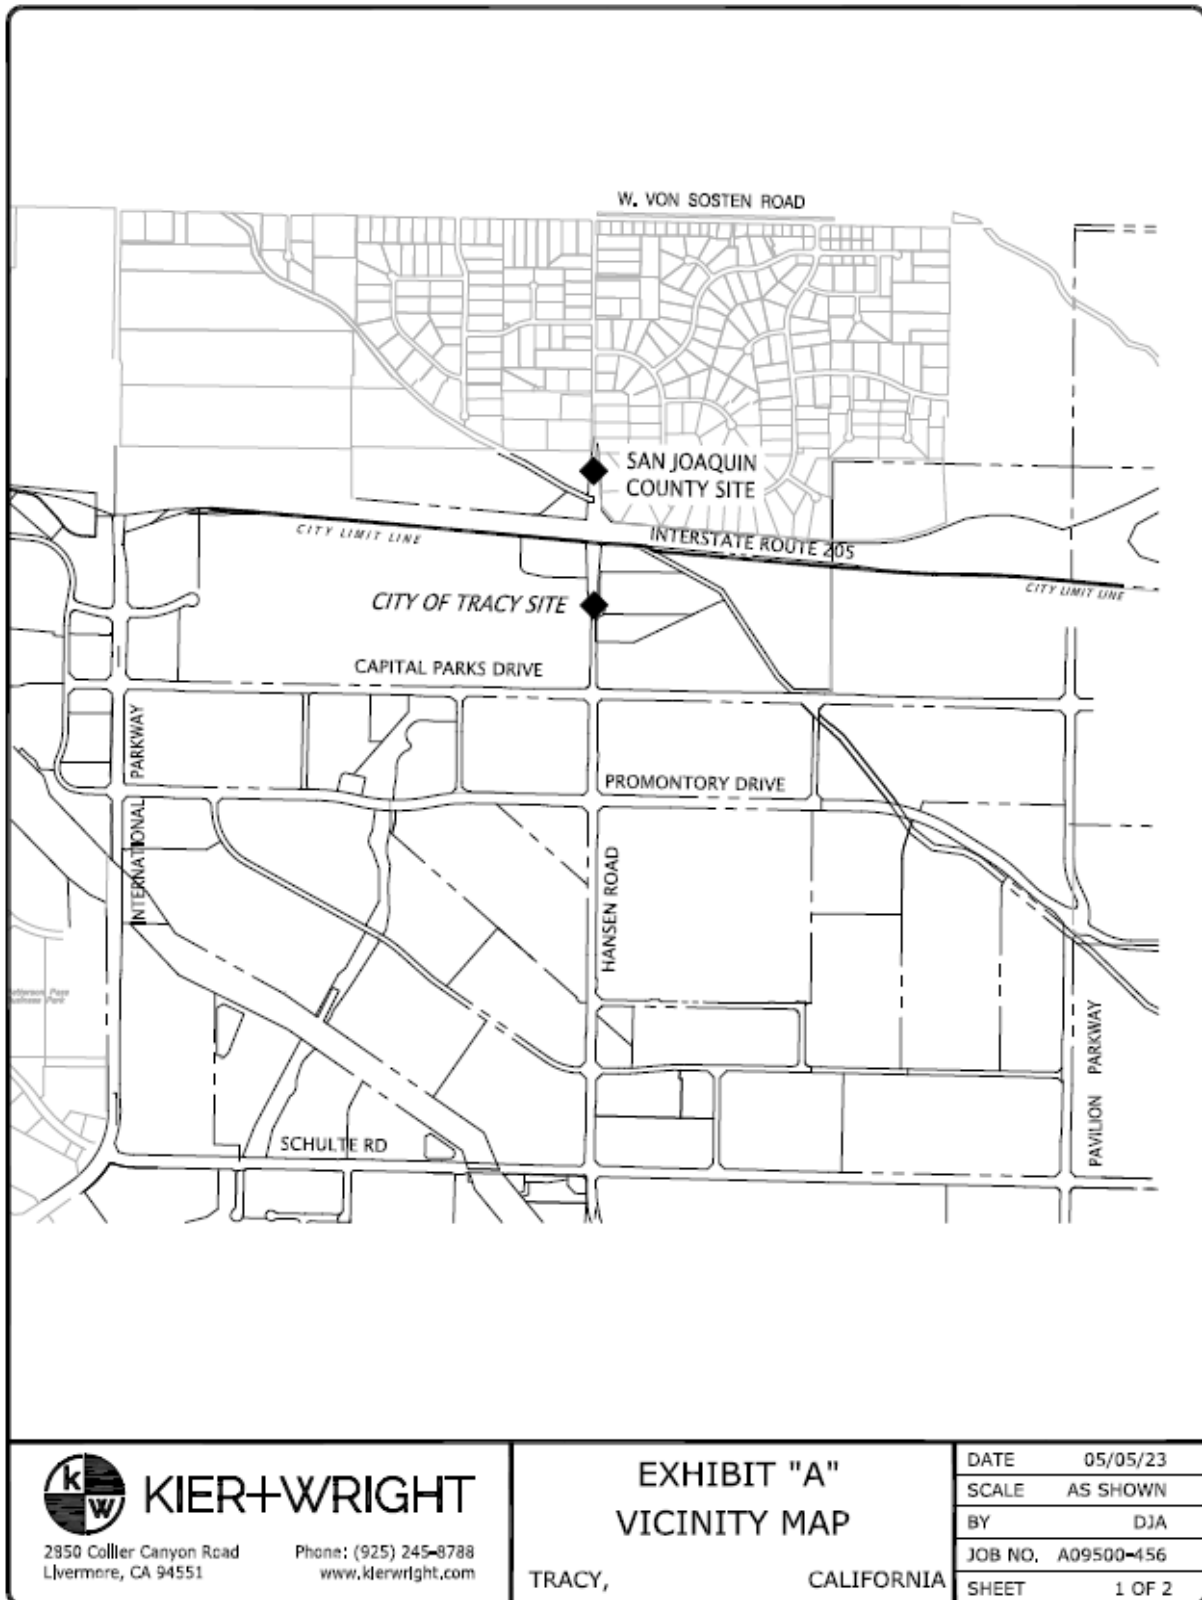 W. VON SOSTEN ROAD
SAN JOAQUIN
COUNTY SITE
CITY LIMIT LINE
INTERSTATE ROUTE 205
CITY LIMIT LINE
CITY OF TRACY SITE
CAPITAL PARKS DRIVE
INTERNATIONAL PARKWAY
PROMONTORY DRIVE
HANSEN ROAD
PAVILION PARKWAY
SCHULTE RD
k
W
KIER+WRIGHT
2850 Collier Canyon Road
Livermore, CA 94551
Phone: (925) 245-8788
www.kierwright.com
EXHIBIT "A"
VICINITY MAP
TRACY, CALIFORNIA
DATE 05/05/23
SCALE AS SHOWN
BY DJA
JOB NO. A09500-456
SHEET 1 OF 2